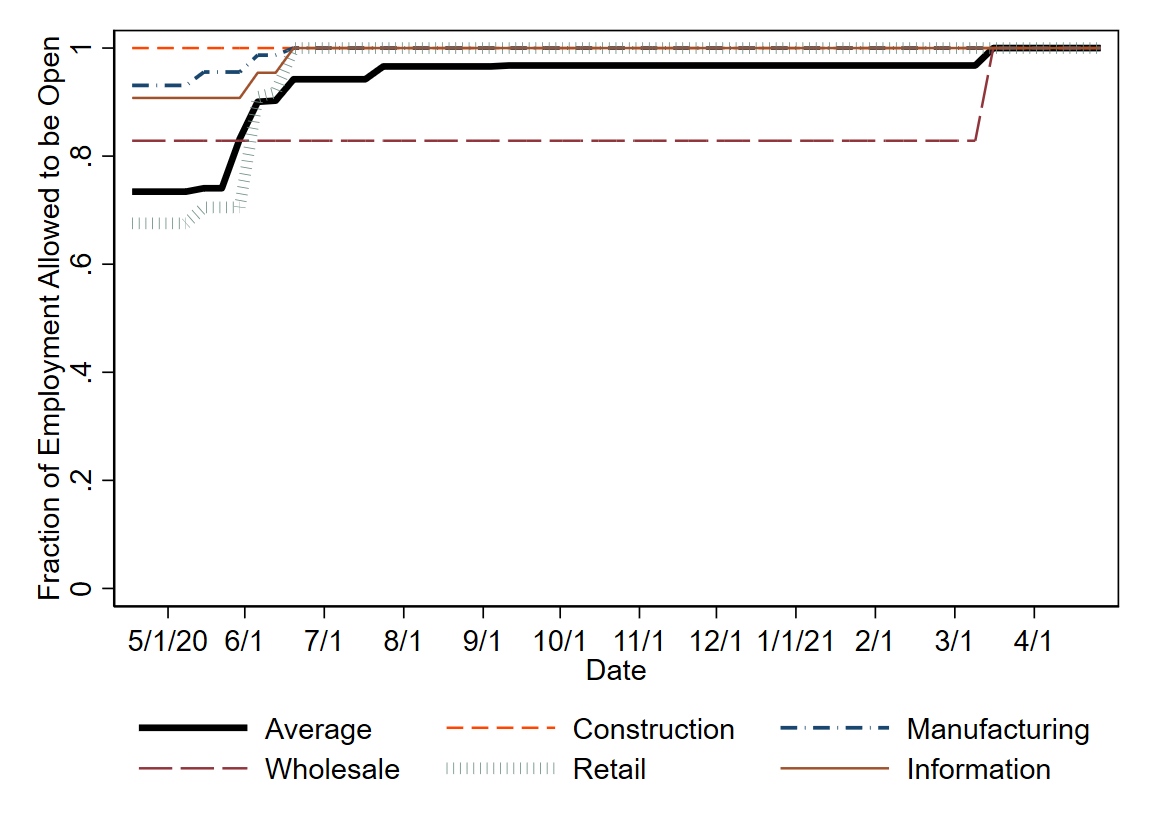 Fraction of Employment Allowed to be Open
1
.8
.6
.4
.2
0
5/1/20 6/1 7/1 8/1 9/1 10/1 11/1 12/1 1/1/21 2/1 3/1 4/1
Date
Average Construction Manufacturing
Wholesale Retail Information